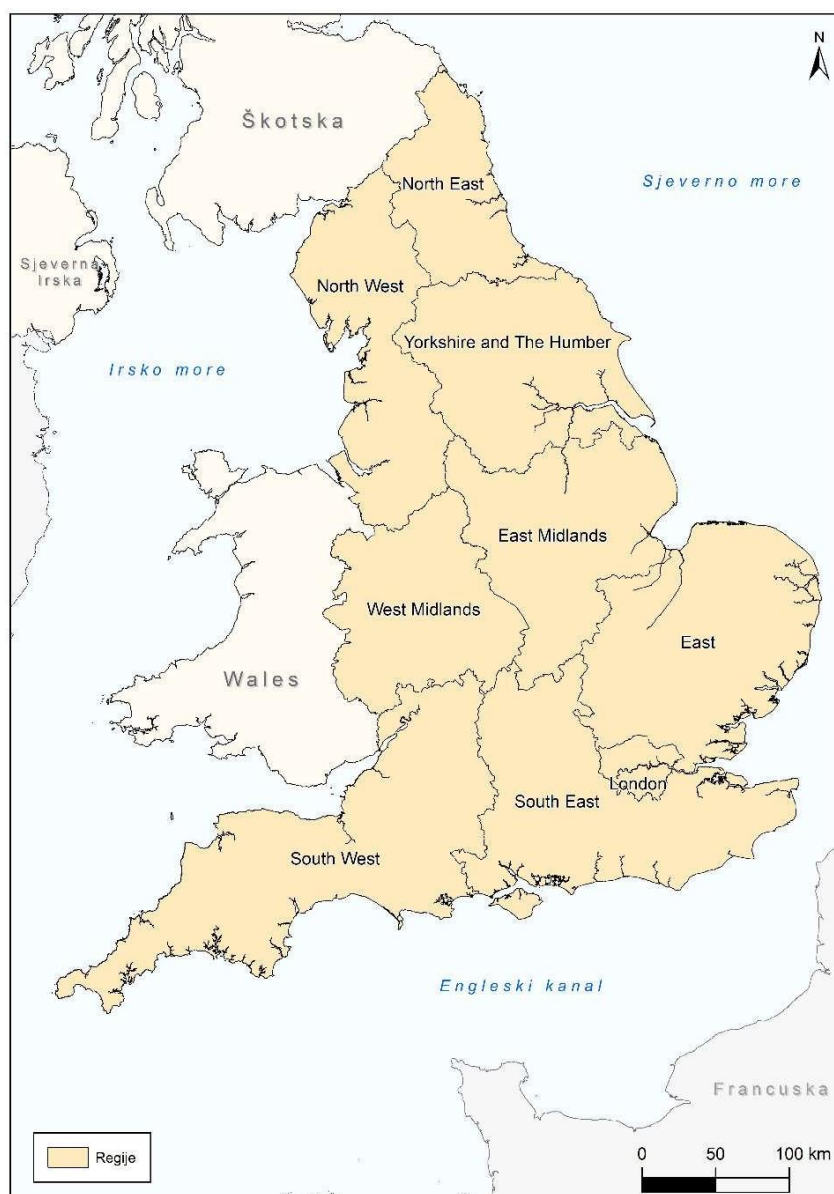 N
Škotska
North East
Sjeverno more
Sjeverna
Irska
North West
Yorkshire and The Humber
Irsko more
East Midlands
West Midlands
East
Wales
London
South East
South West
Engleski kanal
Francuska
Regije
0 50 100 km